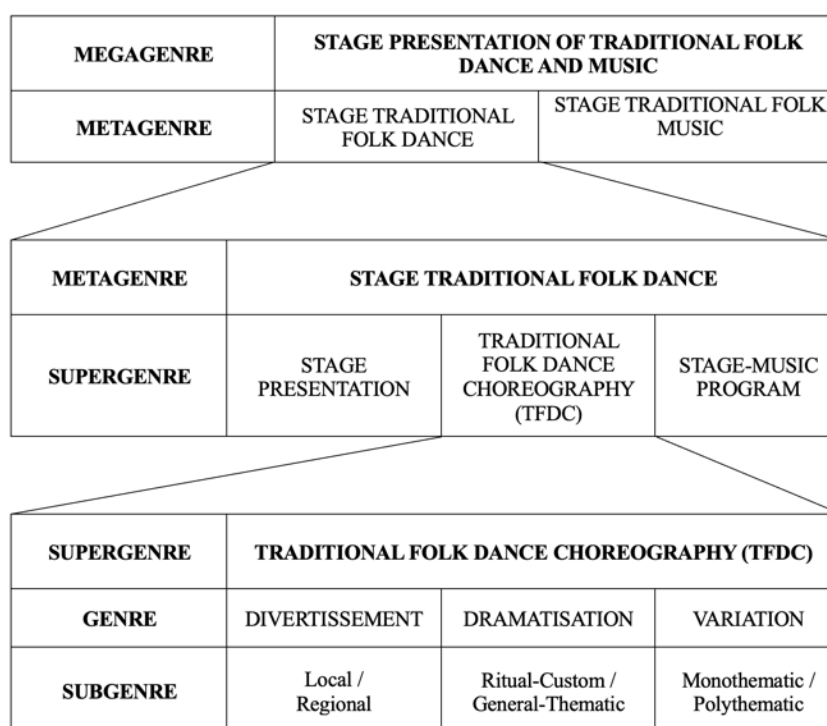 MEGAGENRE
STAGE PRESENTATION OF TRADITIONAL FOLK
DANCE AND MUSIC
METAGENRE
STAGE TRADITIONAL
FOLK DANCE
STAGE TRADITIONAL FOLK
MUSIC
METAGENRE
STAGE TRADITIONAL FOLK DANCE
SUPERGENRE
STAGE
PRESENTATION
TRADITIONAL
FOLK DANCE
CHOREOGRAPHY
(TFDC)
STAGE-MUSIC
PROGRAM
SUPERGENRE
TRADITIONAL FOLK DANCE CHOREOGRAPHY (TFDC)
GENRE
DIVERTISSEMENT
DRAMATISATION
VARIATION
SUBGENRE
Local /
Regional
Ritual-Custom /
General-Thematic
Monothematic /
Polythematic